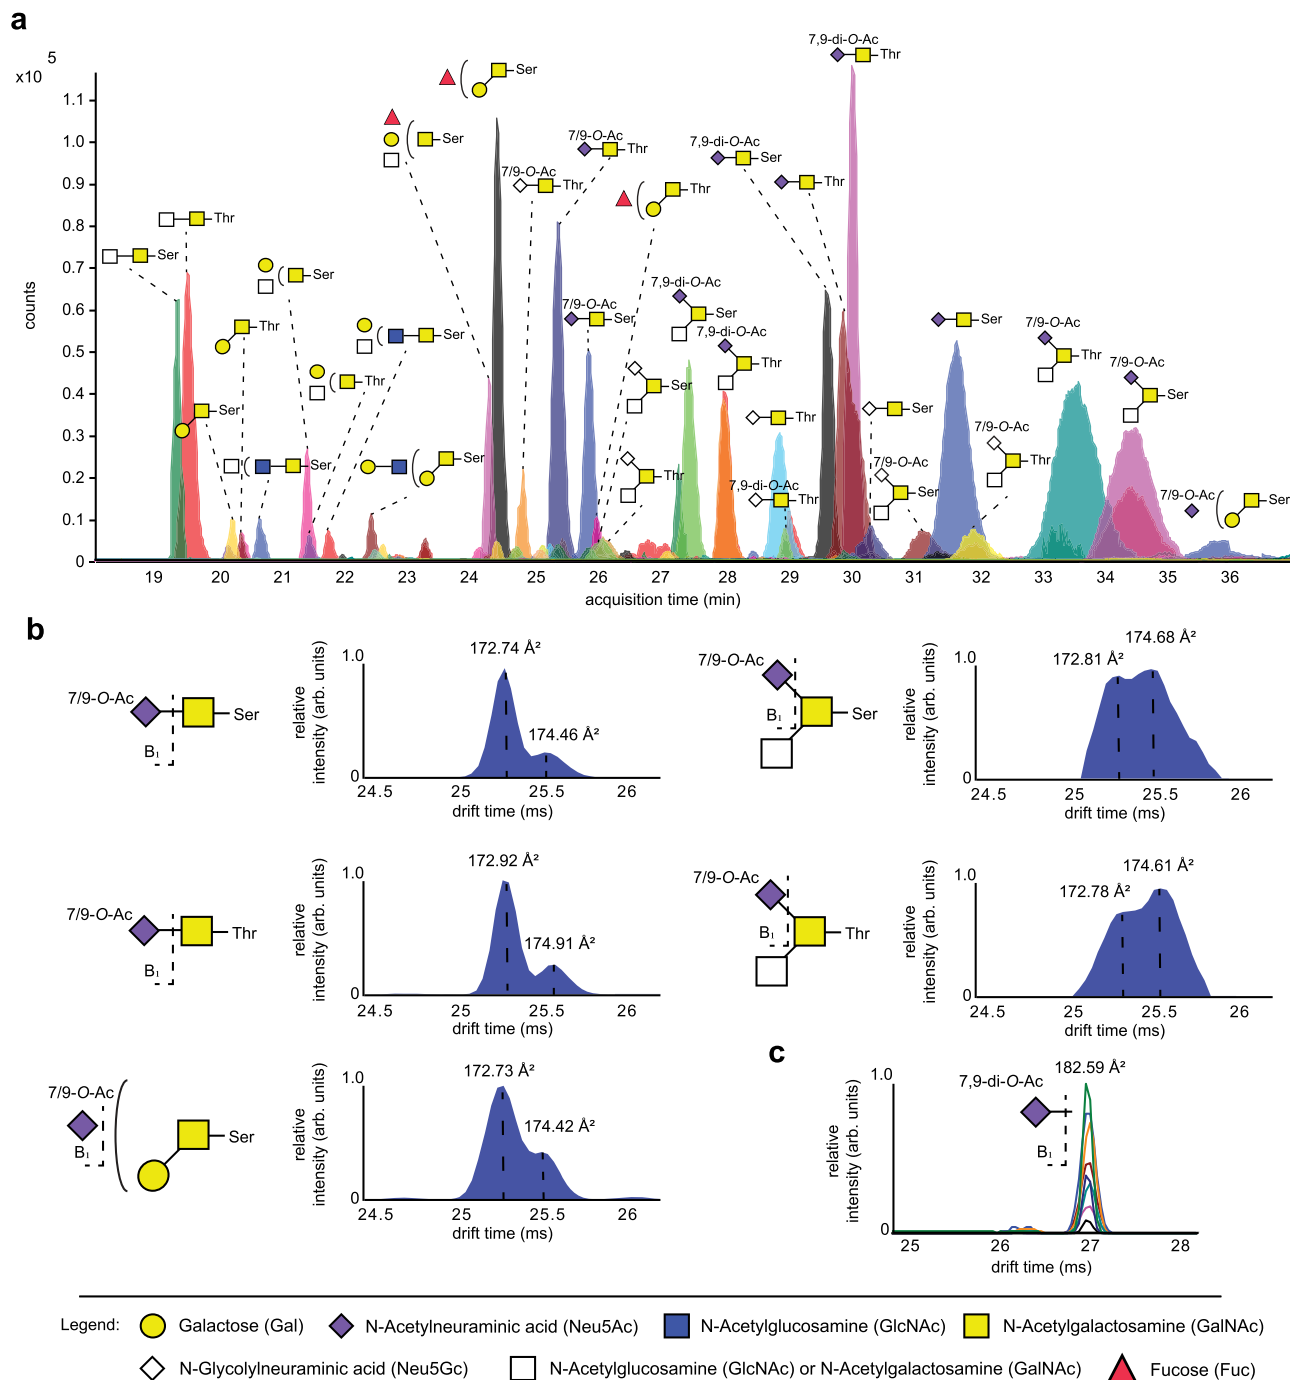 a
x10 5
counts
1.1
1.0
0.9
0.8
0.7
0.6
0.5
0.4
0.3
0.2
0.1
0
19 20 21 22 23 24 25 26 27 28 29 30 31 32 33 34 35 36
acquisition time (min)
7,9-di-O-Ac
Thr
Ser
Ser
7/9-O-Ac
Thr
7,9-di-O-Ac
Ser
7/9-O-Ac
Thr
Thr
Thr
Thr
Ser
Ser
7,9-di-O-Ac
Ser
7/9-O-Ac
Ser
Ser
7/9-O-Ac
Thr
Thr
Ser
7,9-di-O-Ac
Thr
7/9-O-Ac
Ser
Thr
Ser
Ser
Thr
Ser
7/9-O-Ac
Thr
Ser
Ser
Thr
7/9-O-Ac
Ser
7,9-di-O-Ac
Thr
7/9-O-Ac
Ser
b
7/9-O-Ac
Ser
B1
relative
intensity (arb. units)
1.0
0
172.74 Å²
174.46 Å²
24.5 25 25.5 26
drift time (ms)
7/9-O-Ac
Ser
B1
relative
intensity (arb. units)
1.0
0
172.81 Å²
174.68 Å²
24.5 25 25.5 26
drift time (ms)
7/9-O-Ac
Thr
B1
relative
intensity (arb. units)
1.0
0
172.92 Å²
174.91 Å²
24.5 25 25.5 26
drift time (ms)
7/9-O-Ac
Thr
B1
relative
intensity (arb. units)
1.0
0
172.78 Å²
174.61 Å²
24.5 25 25.5 26
drift time (ms)
7/9-O-Ac
Ser
B1
relative
intensity (arb. units)
1.0
0
172.73 Å²
174.42 Å²
24.5 25 25.5 26
drift time (ms)
c
7,9-di-O-Ac
B1
relative
intensity (arb. units)
1.0
0
182.59 Å²
25 26 27 28
drift time (ms)
Legend: Galactose (Gal) N-Acetylneuraminic acid (Neu5Ac) N-Acetylglucosamine (GlcNAc) N-Acetylgalactosamine (GalNAc)
N-Glycolylneuraminic acid (Neu5Gc) N-Acetylglucosamine (GlcNAc) or N-Acetylgalactosamine (GalNAc) Fucose (Fuc)